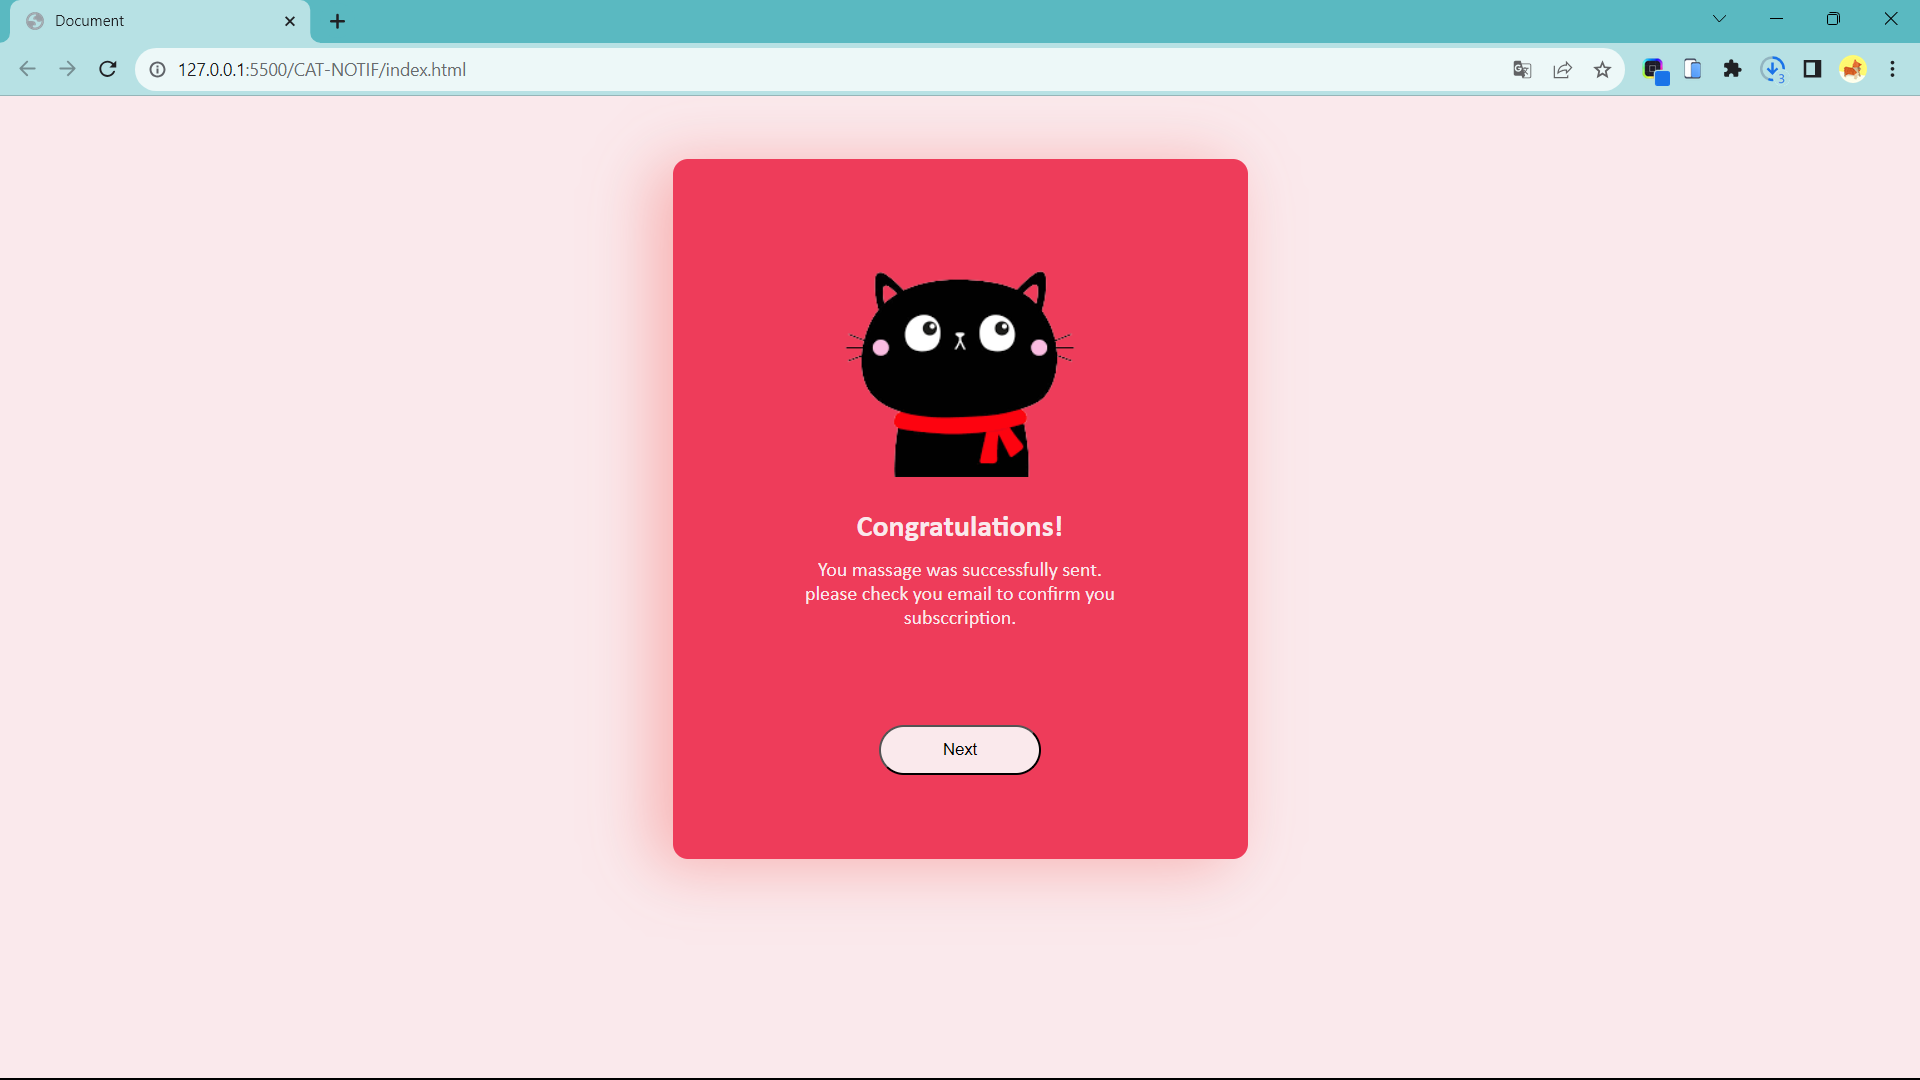 Document
127.0.0.1:5500/CAT-NOTIF/index.html
3
Congratulations!
You massage was successfully sent.
please check you email to confirm you
subsccription.
Next